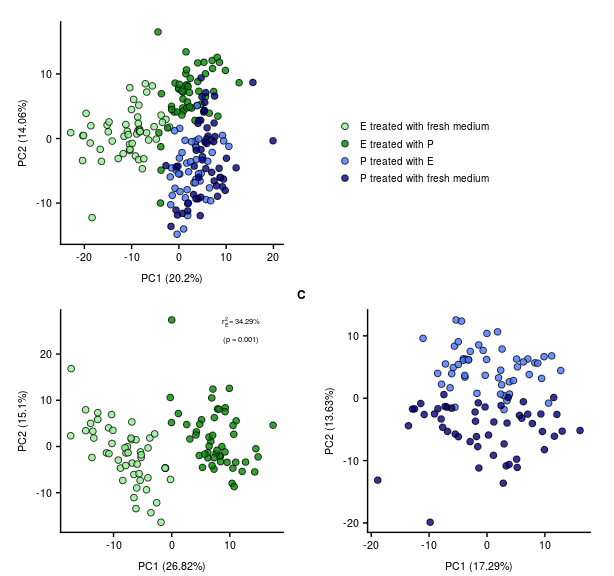 10
0
-10
-20
-10
0
10
20
PC2 (14.06%)
PC1 (20.2%)
E treated with fresh medium
E treated with P
P treated with E
P treated with fresh medium
C
20
10
0
-10
-10
0
10
PC2 (15.1%)
PC1 (26.82%)
r²E= 34.29%
(p = 0.001)
10
0
-10
-20
-20
-10
0
10
PC2 (13.63%)
PC1 (17.29%)